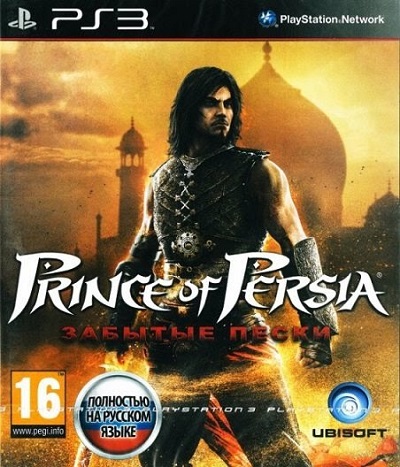 PS3
PlayStation Network
PRINCE OF PERSIA
ЗАБЫТЫЕ ПЕСКИ
16
www.pegi.info
ПОЛНОСТЬЮ
НА РУССКОМ
ЯЗЫКЕ
PLAYSTATION 3
UBISOFT